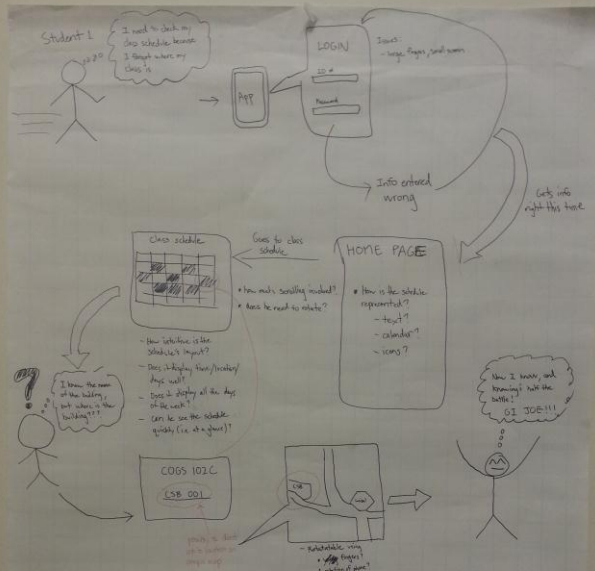 Student 1
I need to check my
class schedule because
I forgot where my
class is
App
LOGIN
ID #
Password
Issues:
- large fingers, small screen
Info entered
wrong
Gets info
right this time
HOME PAGE
• How is the schedule
represented?
- text?
- calendar?
- icons?
Goes to class
schedule
• how much scrolling involved?
• does he need to rotate?
Class schedule
- How intuitive is the
schedule's layout?
- Does it display time/location/
days well?
- Does it display all the days
of the week?
- Can he see the schedule
quickly (i.e. at a glance)?
?
I know the name
of the building,
but where is the
building???
COGS 102C
CSB 001
CSB
- Rotatable
fingers?
Now I know, and
knowing is half the
battle!
GI JOE!!!